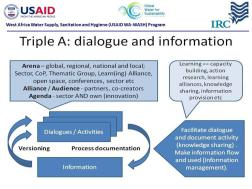 USAID
FROM THE AMERICAN PEOPLE
Global
Water for
Sustainability
West Africa Water Supply, Sanitation and Hygiene (USAID WA-WASH) Program
IRC
Triple A: dialogue and information
Arena – global, regional, national and local;
Sector, CoP, Thematic Group, Lear(ning) Alliance,
open space, conferences, sector etc
Alliance / Audience - partners, co-creators
Agenda - sector AND own (innovation)
Learning == capacity
building, action
research, learning
alliances, knowledge
sharing, information
provision etc
Dialogues / Activities
Versioning
Process documentation
Information
Facilitate dialogue
and document activity
(knowledge sharing) .
Make information flow
and used (information
management).